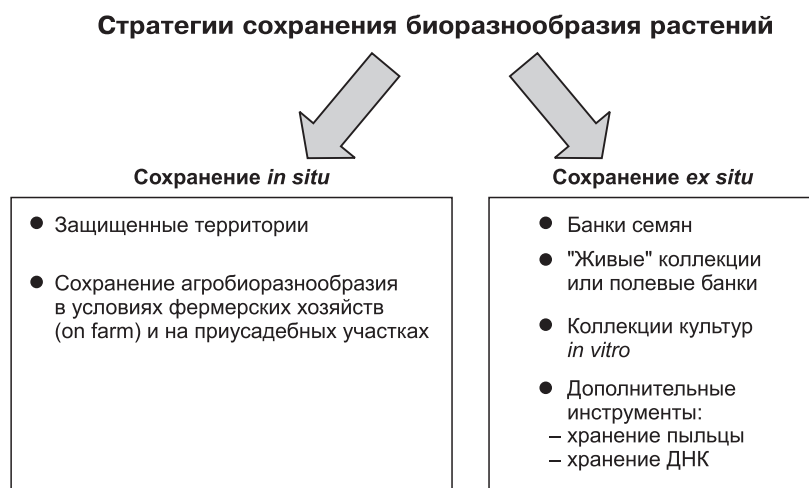 Стратегии сохранения биоразнообразия растений
Сохранение in situ
● Защищенные территории
● Сохранение агробиоразнообразия
в условиях фермерских хозяйств
(on farm) и на приусадебных участках
Сохранение ex situ
● Банки семян
● "Живые" коллекции
или полевые банки
● Коллекции культур
in vitro
● Дополнительные
инструменты:
– хранение пыльцы
– хранение ДНК